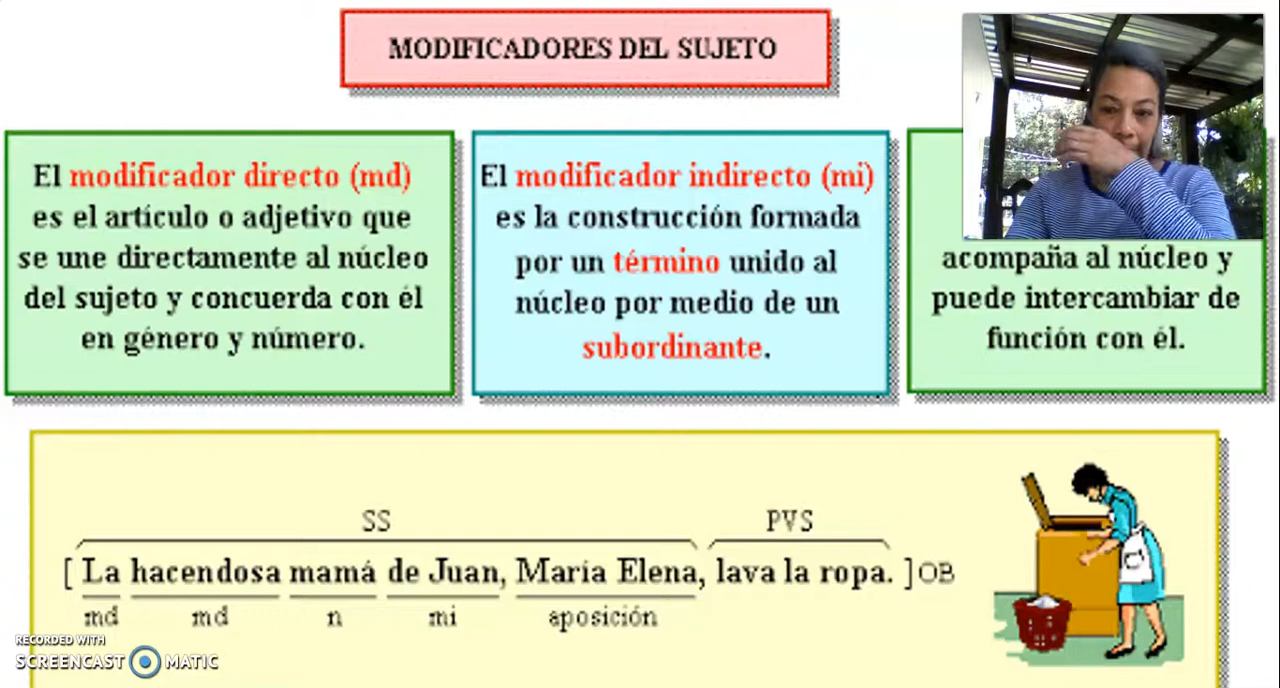 MODIFICADORES DEL SUJETO
El modificador directo (md)
es el artículo o adjetivo que
se une directamente al núcleo
del sujeto y concuerda con él
en género y número.
El modificador indirecto (mi)
es la construcción formada
por un término unido al
núcleo por medio de un
subordinante.
acompaña al núcleo y
puede intercambiar de
función con él.
SS PVS
[ La hacendosa mamá de Juan, María Elena, lava la ropa. ]OB
md md n mi aposición
RECORDED WITH
SCREENCAST MATIC